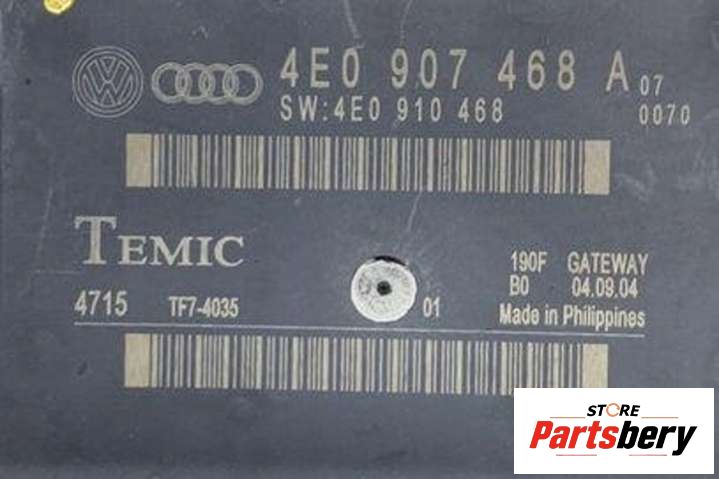 4E0 907 468 A 07
SW:4E0 910 468 0070
TEMIC
190F GATEWAY
B0 04.09.04
4715 TF7-4035 01 Made in Philippines
STORE
Partsbery